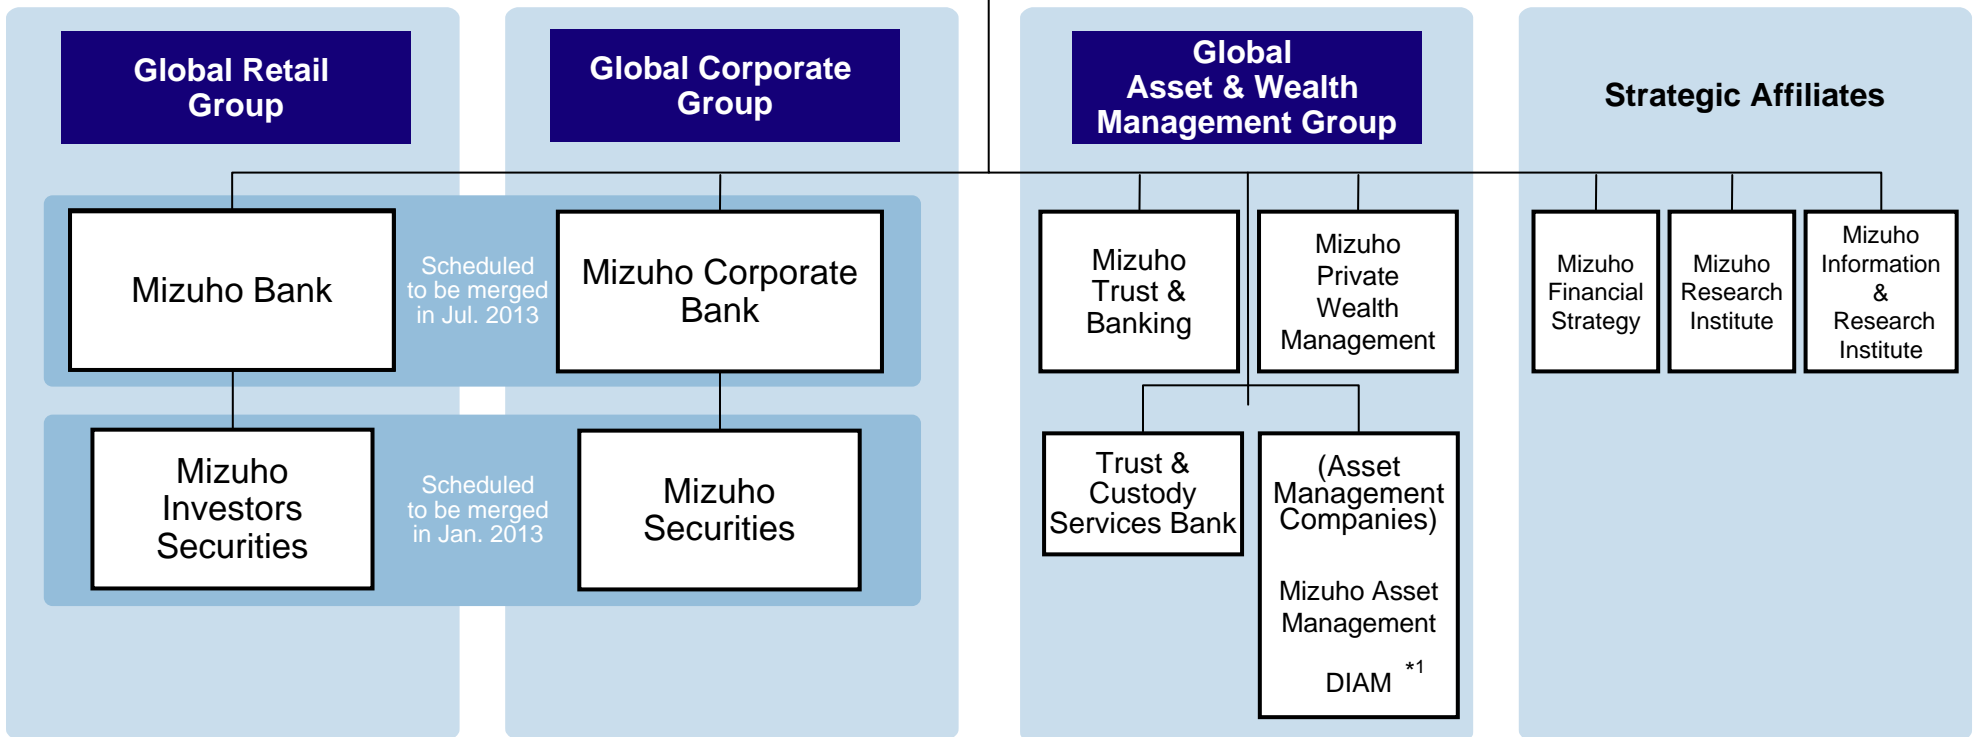 Global Retail
Group
Global Corporate
Group
Global
Asset & Wealth
Management Group
Strategic Affiliates
Mizuho Bank
Scheduled
to be merged
in Jul. 2013
Mizuho Corporate
Bank
Mizuho
Trust &
Banking
Mizuho
Private
Wealth
Management
Mizuho
Financial
Strategy
Mizuho
Research
Institute
Mizuho
Information
&
Research
Institute
Mizuho
Investors
Securities
Scheduled
to be merged
in Jan. 2013
Mizuho
Securities
Trust &
Custody
Services Bank
(Asset
Management
Companies)
Mizuho Asset
Management
DIAM *1